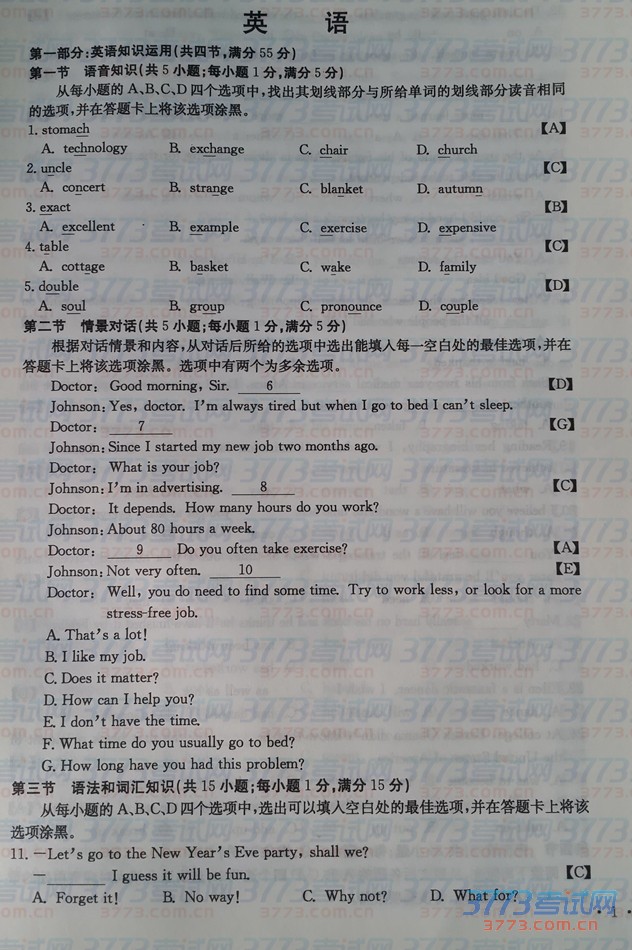 英 语
第一部分:英语知识运用(共四节,满分 55 分)
第一节 语音知识(共 5 小题;每小题 1 分,满分 5 分)
从每小题的 A、B、C、D 四个选项中,找出其划线部分与所给单词的划线部分读音相同
的选项,并在答题卡上将该选项涂黑。
1. stomach 【A】
A. technology B. exchange C. chair D. church
2. uncle 【C】
A. concert B. strange C. blanket D. autumn
3. exact 【B】
A. excellent B. example C. exercise D. expensive
4. table 【C】
A. cottage B. basket C. wake D. family
5. double 【D】
A. soul B. group C. pronounce D. couple
第二节 情景对话(共 5 小题;每小题 1 分,满分 5 分)
根据对话情景和内容,从对话后所给的选项中选出能填入每一空白处的最佳选项,并在
答题卡上将该选项涂黑。选项中有两个为多余选项。
Doctor: Good morning, Sir. 6 【D】
Johnson: Yes, doctor. I'm always tired but when I go to bed I can't sleep.
Doctor: 7 【G】
Johnson: Since I started my new job two months ago.
Doctor: What is your job?
Johnson: I'm in advertising. 8 【C】
Doctor: It depends. How many hours do you work?
Johnson: About 80 hours a week.
Doctor: 9 Do you often take exercise? 【A】
Johnson: Not very often. 10 【E】
Doctor: Well, you do need to find some time. Try to work less, or look for a more
stress-free job.
A. That's a lot!
B. I like my job.
C. Does it matter?
D. How can I help you?
E. I don't have the time.
F. What time do you usually go to bed?
G. How long have you had this problem?
第三节 语法和词汇知识(共 15 小题;每小题 1 分,满分 15 分)
从每小题的 A、B、C、D 四个选项中,选出可以填入空白处的最佳选项,并在答题卡上将该
选项涂黑。
11. —Let's go to the New Year's Eve party, shall we?
— ______ I guess it will be fun. 【C】
A. Forget it! B. No way! C. Why not? D. What for?
3773考试网
3773.com.cn
· 1 ·